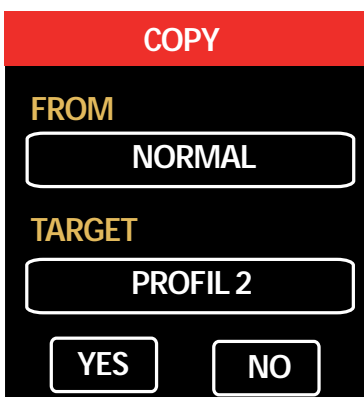 COPY
FROM
NORMAL
TARGET
PROFIL 2
YES NO